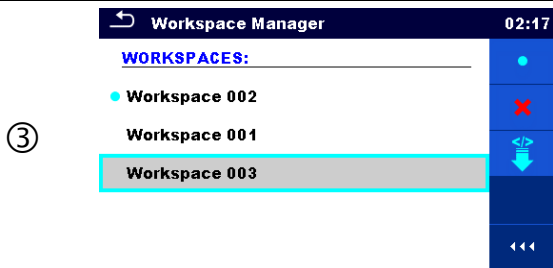 Workspace Manager 02:17
WORKSPACES:
Workspace 002
③
Workspace 001
</>
Workspace 003